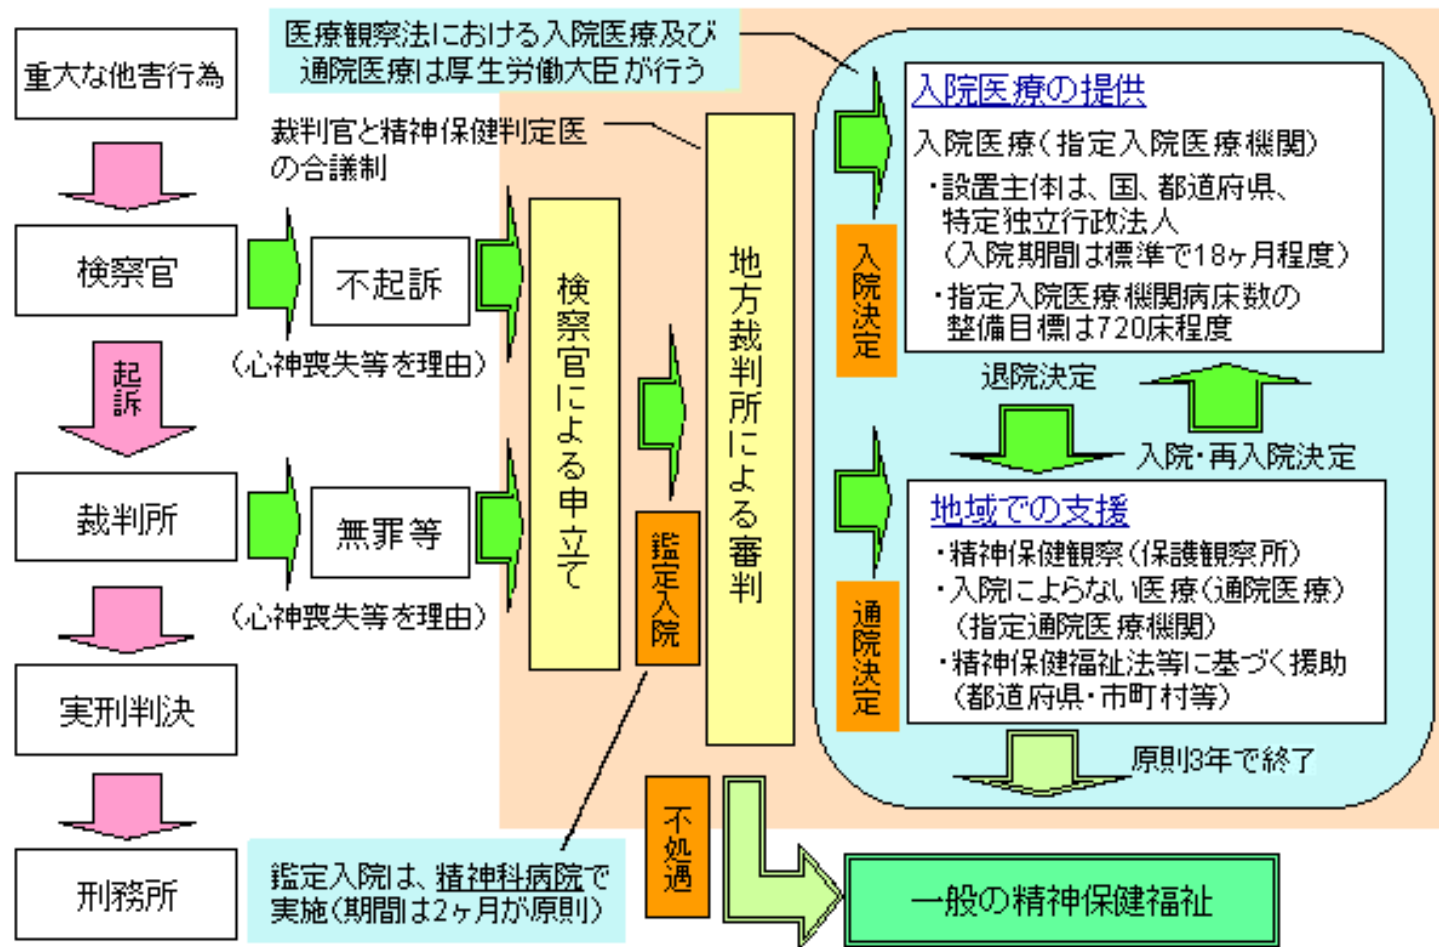 重大な他害行為
検察官
起訴
裁判所
実刑判決
刑務所
医療観察法における入院医療及び
通院医療は厚生労働大臣が行う
裁判官と精神保健判定医
の合議制
不起訴
(心神喪失等を理由)
無罪等
(心神喪失等を理由)
検察官による申立て
鑑定入院
地方裁判所による審判
鑑定入院は、精神科病院で
実施(期間は2ヶ月が原則)
入院決定
入院医療の提供
入院医療(指定入院医療機関)
・設置主体は、国、都道府県、
特定独立行政法人
(入院期間は標準で18ヶ月程度)
・指定入院医療機関病床数の
整備目標は720床程度
退院決定
入院・再入院決定
通院決定
地域での支援
・精神保健観察(保護観察所)
・入院によらない医療(通院医療)
(指定通院医療機関)
・精神保健福祉法等に基づく援助
(都道府県・市町村等)
原則3年で終了
不処遇
一般の精神保健福祉